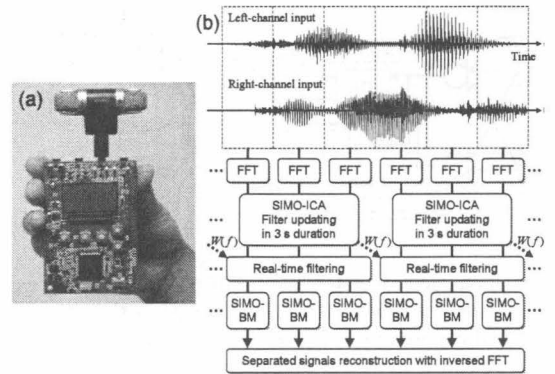 (a)
(b)
Left-channel input
Time
Right-channel input
... FFT FFT FFT FFT FFT FFT ...
SIMO-ICA
Filter updating
in 3 s duration
SIMO-ICA
Filter updating
in 3 s duration
... ...
W(f) W(f) W(f)
Real-time filtering Real-time filtering
... SIMO-BM SIMO-BM SIMO-BM SIMO-BM SIMO-BM SIMO-BM ...
Separated signals reconstruction with inversed FFT